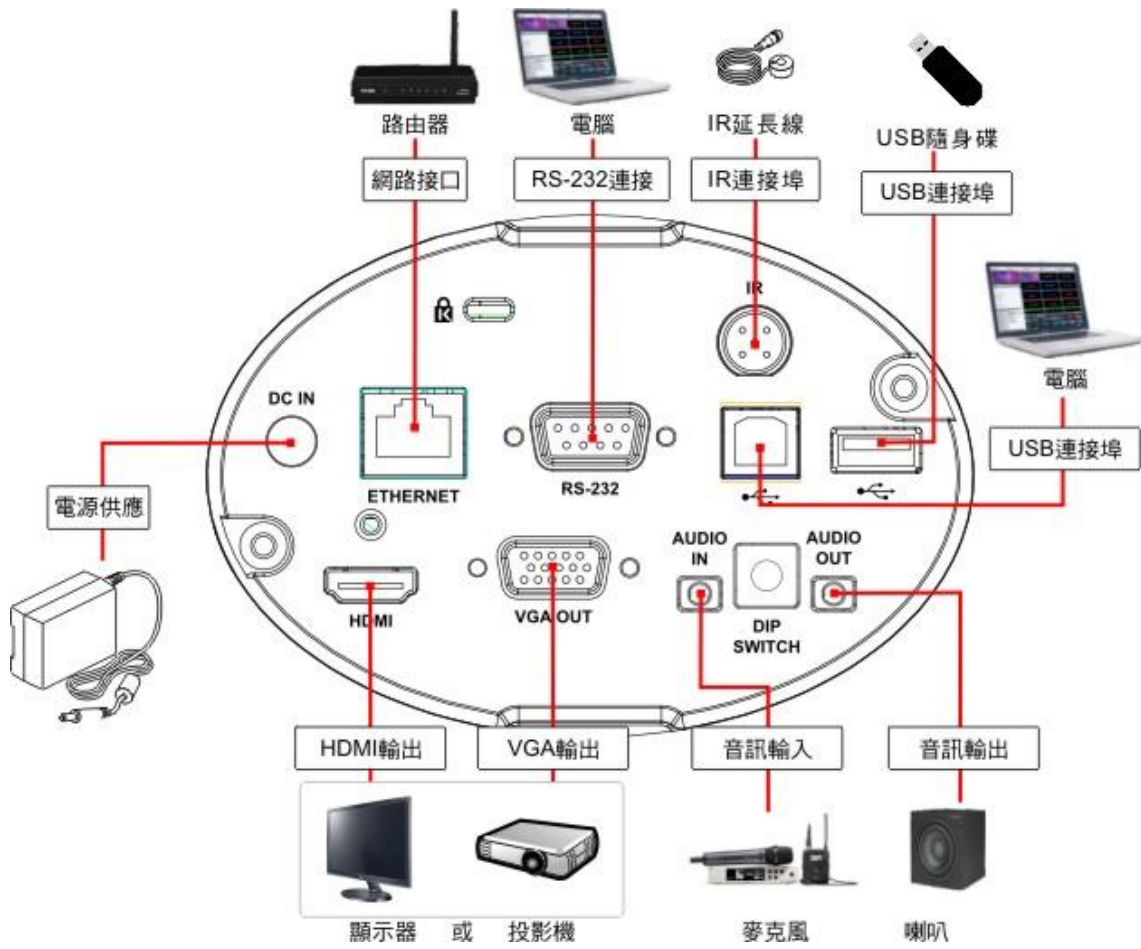 路由器
電腦
IR延長線
USB隨身碟
網路接口
RS-232連接
IR連接埠
USB連接埠
IR
電腦
DC IN
USB連接埠
ETHERNET
RS-232
電源供應
AUDIO
IN
AUDIO
OUT
HDMI
VGA OUT
DIP
SWITCH
HDMI輸出
VGA輸出
音訊輸入
音訊輸出
顯示器 或 投影機
麥克風
喇叭